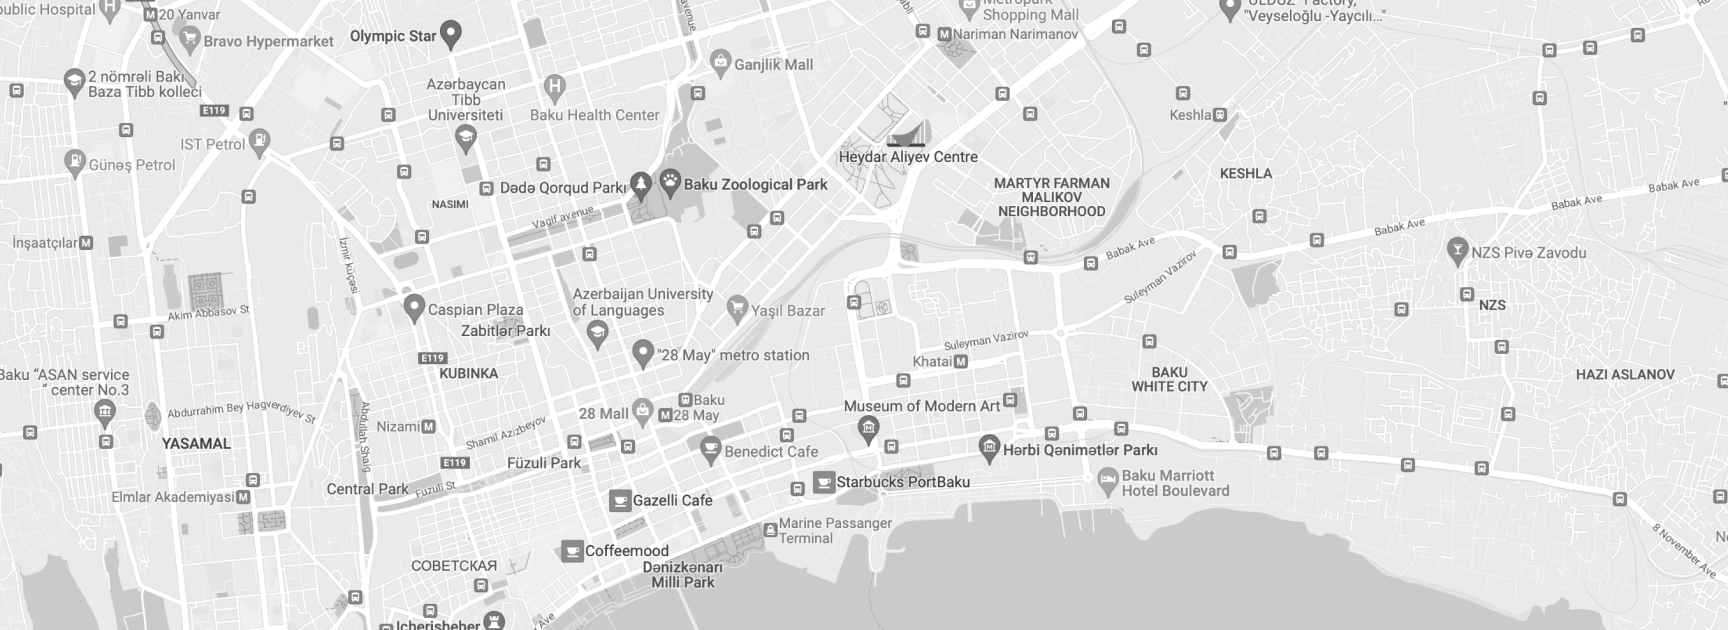 public Hospital
20 Yanvar
Bravo Hypermarket
Olympic Star
2 nömrəli Bakı
Baza Tibb kolleci
E119
IST Petrol
Günəş Petrol
Azərbaycan
Tibb
Universiteti
Baku Health Center
Ganjlik Mall
Metropark
Shopping Mall
Nariman Narimanov
"ULDUZ" Factory,
"Veyseloğlu -Yaycılı..."
Keshla
Heydar Aliyev Centre
Dədə Qorqud Parkı
Baku Zoological Park
MARTYR FARMAN
MALIKOV
NEIGHBORHOOD
KESHLA
Babak Ave
Babak Ave
Babak Ave
Babak Ave
NASIMI
Vagif avenue
İnşaatçılar
İzmir küçəsi
Akim Abbasov St
Caspian Plaza
Zabitlər Parkı
Azerbaijan University
of Languages
Yaşıl Bazar
Suleyman Vazirov
Suleyman Vazirov
NZS Pivə Zavodu
NZS
E119
KUBINKA
"28 May" metro station
Khatai
BAKU
WHITE CITY
HAZI ASLANOV
Baku “ASAN service
” center No.3
Abdurrahim Bey Hagverdiyev St
YASAMAL
Abdullah Shaig
Nizami
Shamil Azizbeyov
28 Mall
Baku
28 May
Museum of Modern Art
Benedict Cafe
Hərbi Qənimətlər Parkı
E119
Füzuli Park
Central Park
Fuzuli St
Elmlar Akademiyasi
Gazelli Cafe
Starbucks PortBaku
Baku Marriott
Hotel Boulevard
Marine Passanger
Terminal
Coffeemood
Dənizkənarı
Milli Park
СОВЕТСКАЯ
8 November Ave
Icherisheher
Ave